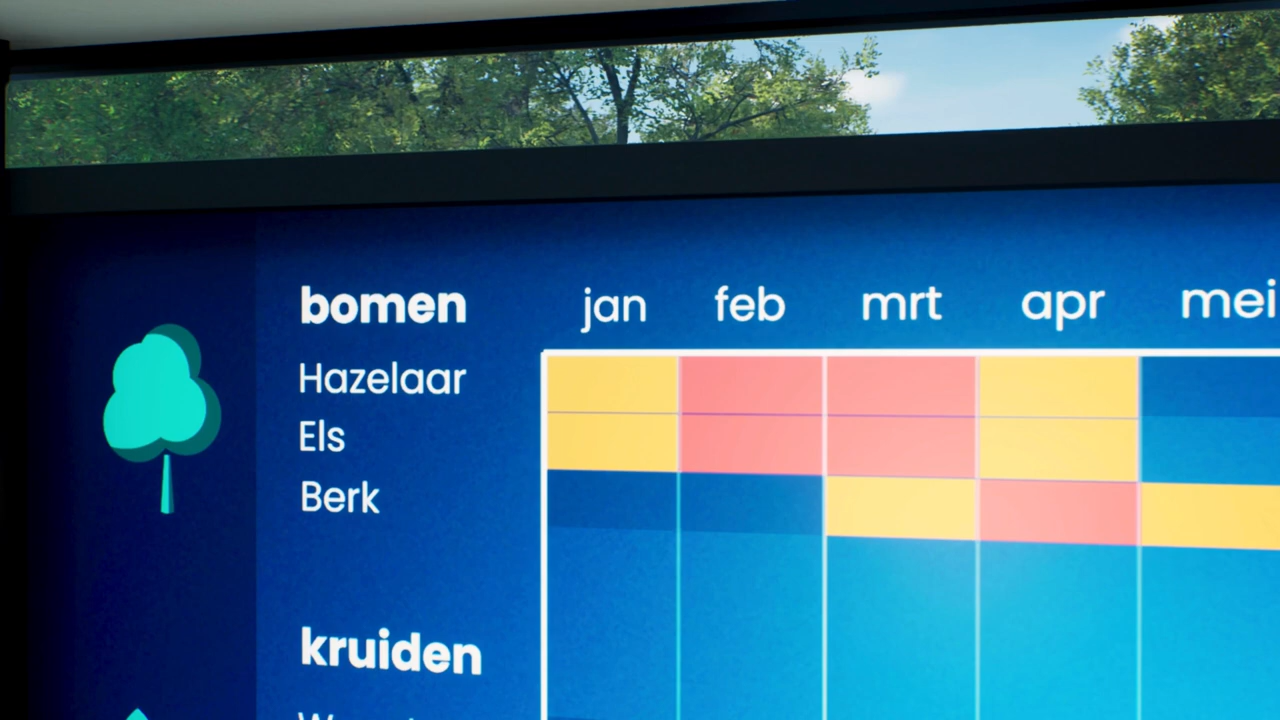 bomen jan feb mrt apr mei
Hazelaar
Els
Berk
kruiden